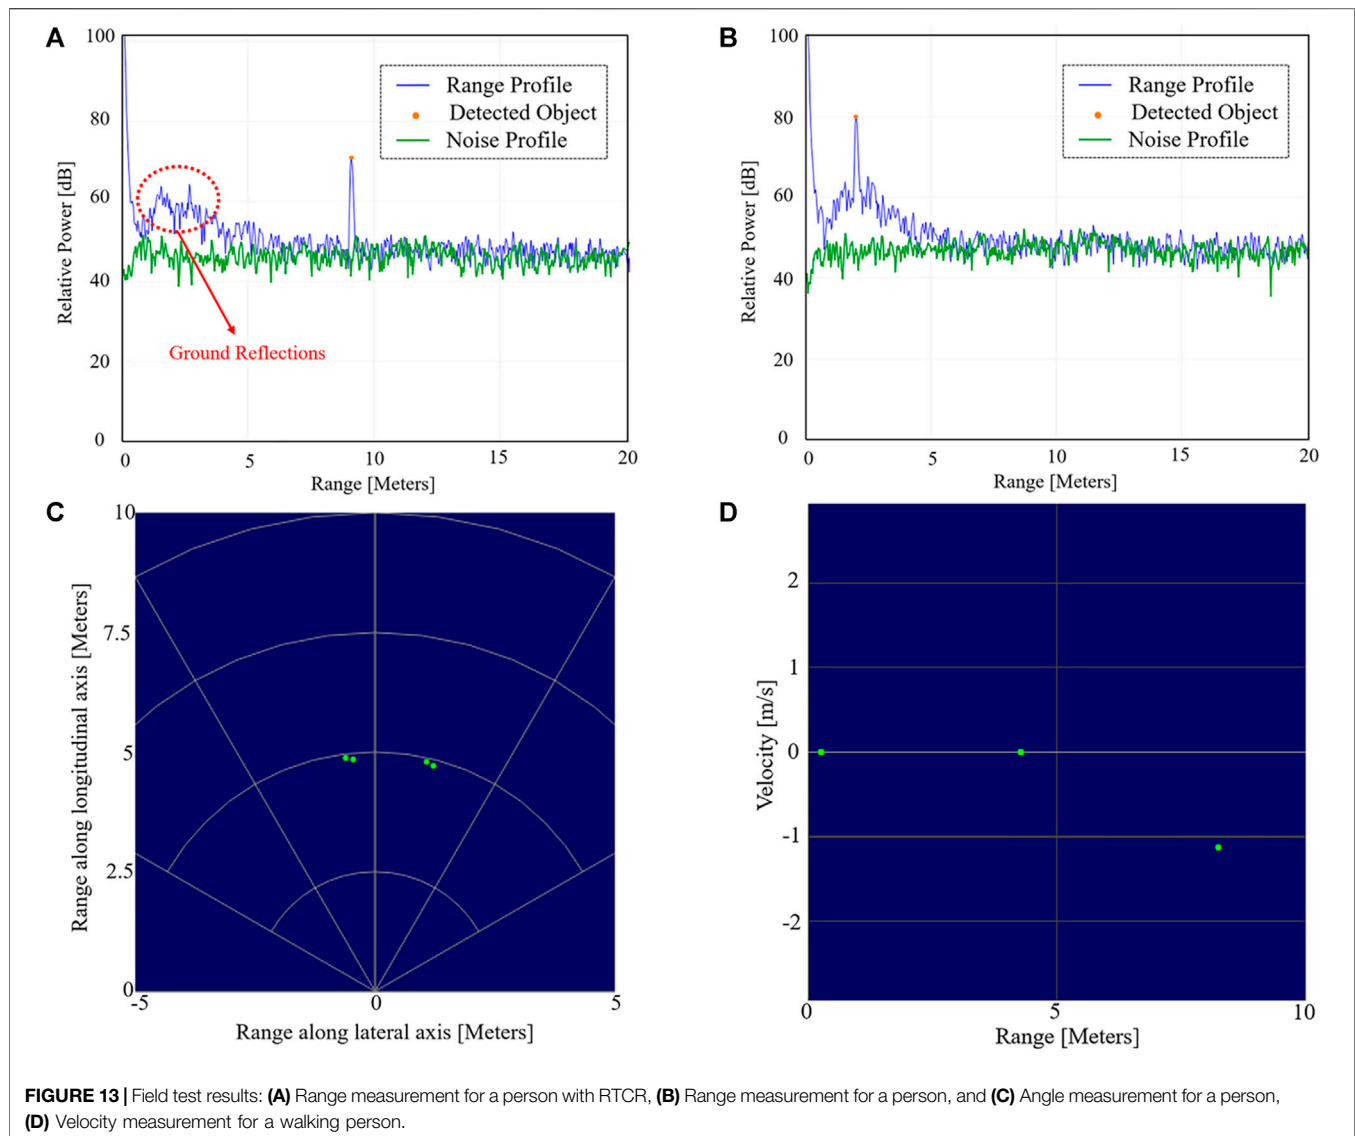 A
100
80
60
40
20
0
Relative Power [dB]
Range Profile
Detected Object
Noise Profile
Ground Reflections
0 5 10 15 20
Range [Meters]
B
100
80
60
40
20
0
Relative Power [dB]
Range Profile
Detected Object
Noise Profile
0 5 10 15 20
Range [Meters]
C
10
7.5
5
2.5
0
Range along longitudinal axis [Meters]
-5 0 5
Range along lateral axis [Meters]
D
2
1
0
-1
-2
Velocity [m/s]
0 5 10
Range [Meters]
FIGURE 13 | Field test results: (A) Range measurement for a person with RTCR, (B) Range measurement for a person, and (C) Angle measurement for a person,
(D) Velocity measurement for a walking person.